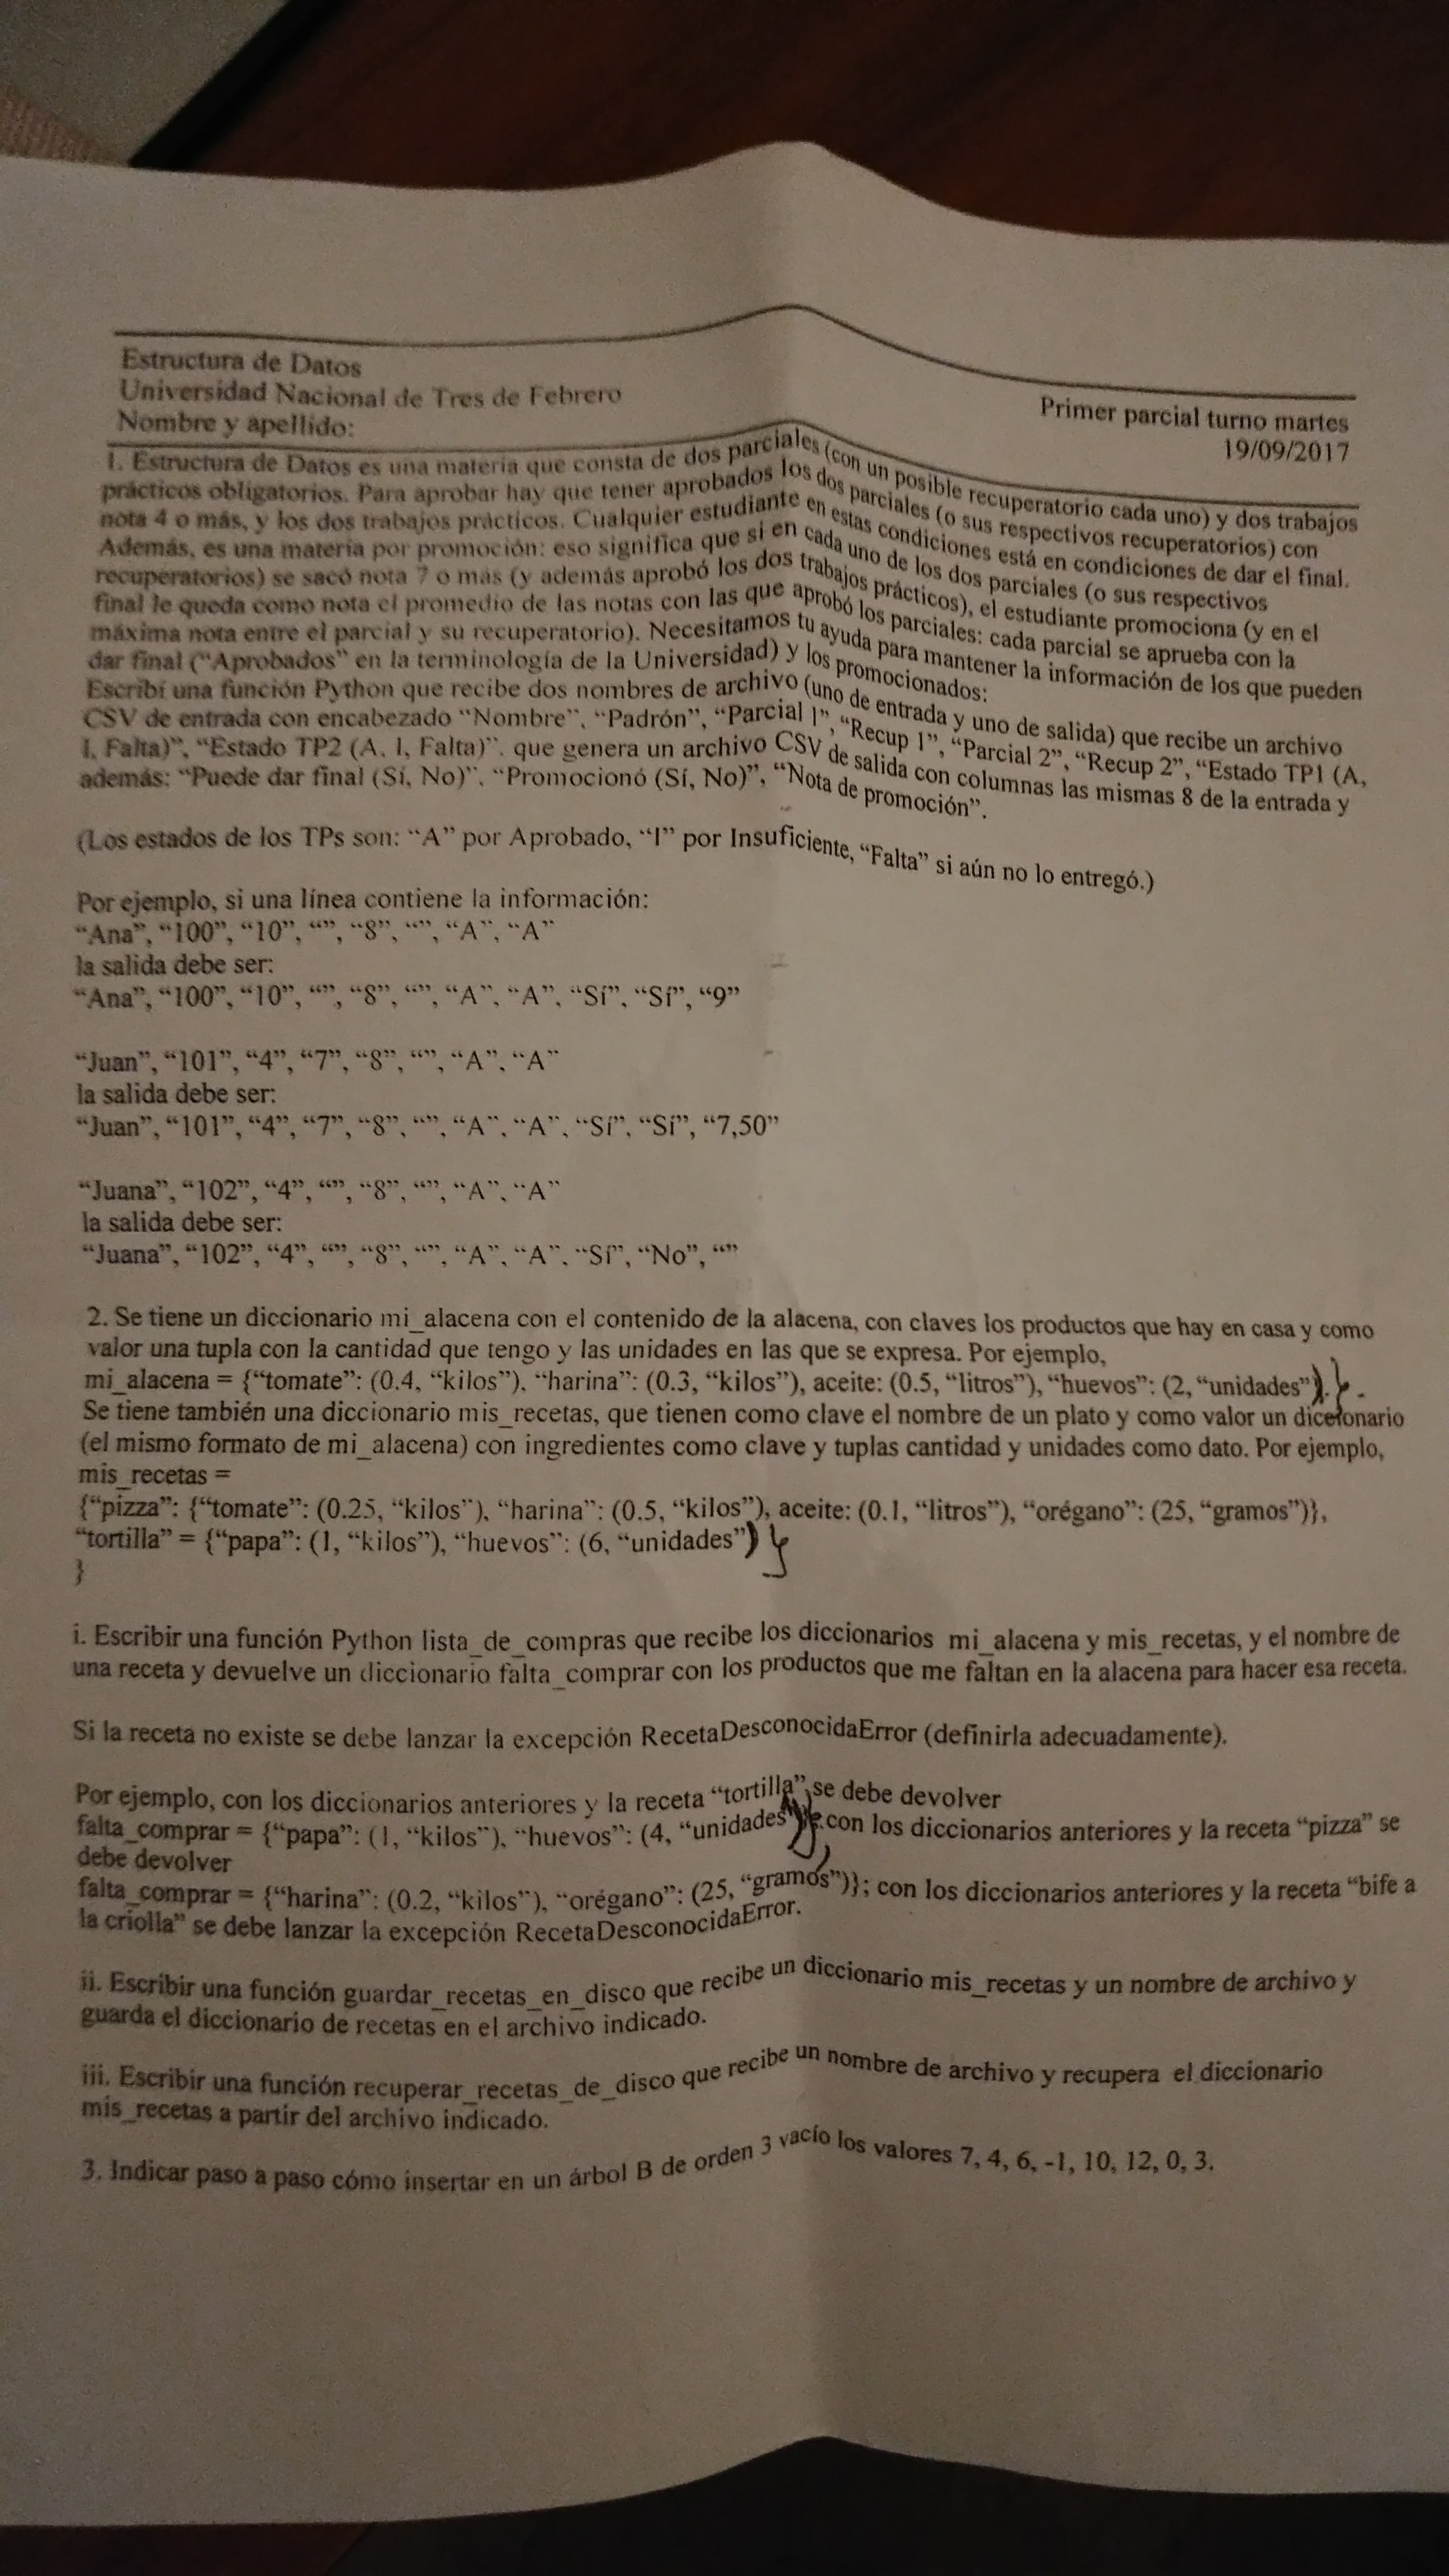 Estructura de Datos
Universidad Nacional de Tres de Febrero
Nombre y apellido:
Primer parcial turno martes
19/09/2017
1. Estructura de Datos es una materia que consta de dos parciales (con un posible recuperatorio cada uno) y dos trabajos
prácticos obligatorios. Para aprobar hay que tener aprobados los dos parciales (o sus respectivos recuperatorios) con
nota 4 o más, y los dos trabajos prácticos. Cualquier estudiante en estas condiciones está en condiciones de dar el final.
Además, es una materia por promoción: eso significa que si en cada uno de los dos parciales (o sus respectivos
recuperatorios) se sacó nota 7 o más (y además aprobó los dos trabajos prácticos), el estudiante promociona (y en el
final le queda como nota el promedio de las notas con las que aprobó los parciales: cada parcial se aprueba con la
máxima nota entre el parcial y su recuperatorio). Necesitamos tu ayuda para mantener la información de los que pueden
dar final (“Aprobados” en la terminología de la Universidad) y los promocionados:
Escribí una función Python que recibe dos nombres de archivo (uno de entrada y uno de salida) que recibe un archivo
CSV de entrada con encabezado “Nombre”, “Padrón”, “Parcial 1”, “Recup 1”, “Parcial 2”, “Recup 2”, “Estado TP1 (A,
I, Falta)”, “Estado TP2 (A, I, Falta)”. que genera un archivo CSV de salida con columnas las mismas 8 de la entrada y
además: “Puede dar final (Sí, No)”, “Promocionó (Sí, No)”, “Nota de promoción”.
(Los estados de los TPs son: “A” por Aprobado, “I” por Insuficiente, “Falta” si aún no lo entregó.)
Por ejemplo, si una línea contiene la información:
“Ana”, “100”, “10”, “”, “8”, “”, “A”, “A”
la salida debe ser:
“Ana”, “100”, “10”, “”, “8”, “”, “A”, “A”, “Sí”, “Sí”, “9”
“Juan”, “101”, “4”, “7”, “8”, “”, “A”, “A”
la salida debe ser:
“Juan”, “101”, “4”, “7”, “8”, “”, “A”, “A”, “Sí”, “Sí”, “7,50”
“Juana”, “102”, “4”, “”, “8”, “”, “A”, “A”
la salida debe ser:
“Juana”, “102”, “4”, “”, “8”, “”, “A”, “A”, “Sí”, “No”, “”
2. Se tiene un diccionario mi_alacena con el contenido de la alacena, con claves los productos que hay en casa y como
valor una tupla con la cantidad que tengo y las unidades en las que se expresa. Por ejemplo,
mi_alacena = {“tomate”: (0.4, “kilos”), “harina”: (0.3, “kilos”), aceite: (0.5, “litros”), “huevos”: (2, “unidades”)}.
Se tiene también una diccionario mis_recetas, que tienen como clave el nombre de un plato y como valor un diccionario
(el mismo formato de mi_alacena) con ingredientes como clave y tuplas cantidad y unidades como dato. Por ejemplo,
mis_recetas =
{“pizza”: {“tomate”: (0.25, “kilos”), “harina”: (0.5, “kilos”), aceite: (0.1, “litros”), “orégano”: (25, “gramos”)},
“tortilla” = {“papa”: (1, “kilos”), “huevos”: (6, “unidades”)}
}
i. Escribir una función Python lista_de_compras que recibe los diccionarios mi_alacena y mis_recetas, y el nombre de
una receta y devuelve un diccionario falta_comprar con los productos que me faltan en la alacena para hacer esa receta.
Si la receta no existe se debe lanzar la excepción RecetaDesconocidaError (definirla adecuadamente).
Por ejemplo, con los diccionarios anteriores y la receta “tortilla” se debe devolver
falta_comprar = {“papa”: (1, “kilos”), “huevos”: (4, “unidades”)}; con los diccionarios anteriores y la receta “pizza” se
debe devolver
falta_comprar = {“harina”: (0.2, “kilos”), “orégano”: (25, “gramos”)}; con los diccionarios anteriores y la receta “bife a
la criolla” se debe lanzar la excepción RecetaDesconocidaError.
ii. Escribir una función guardar_recetas_en_disco que recibe un diccionario mis_recetas y un nombre de archivo y
guarda el diccionario de recetas en el archivo indicado.
iii. Escribir una función recuperar_recetas_de_disco que recibe un nombre de archivo y recupera el diccionario
mis_recetas a partir del archivo indicado.
3. Indicar paso a paso cómo insertar en un árbol B de orden 3 vacío los valores 7, 4, 6, -1, 10, 12, 0, 3.